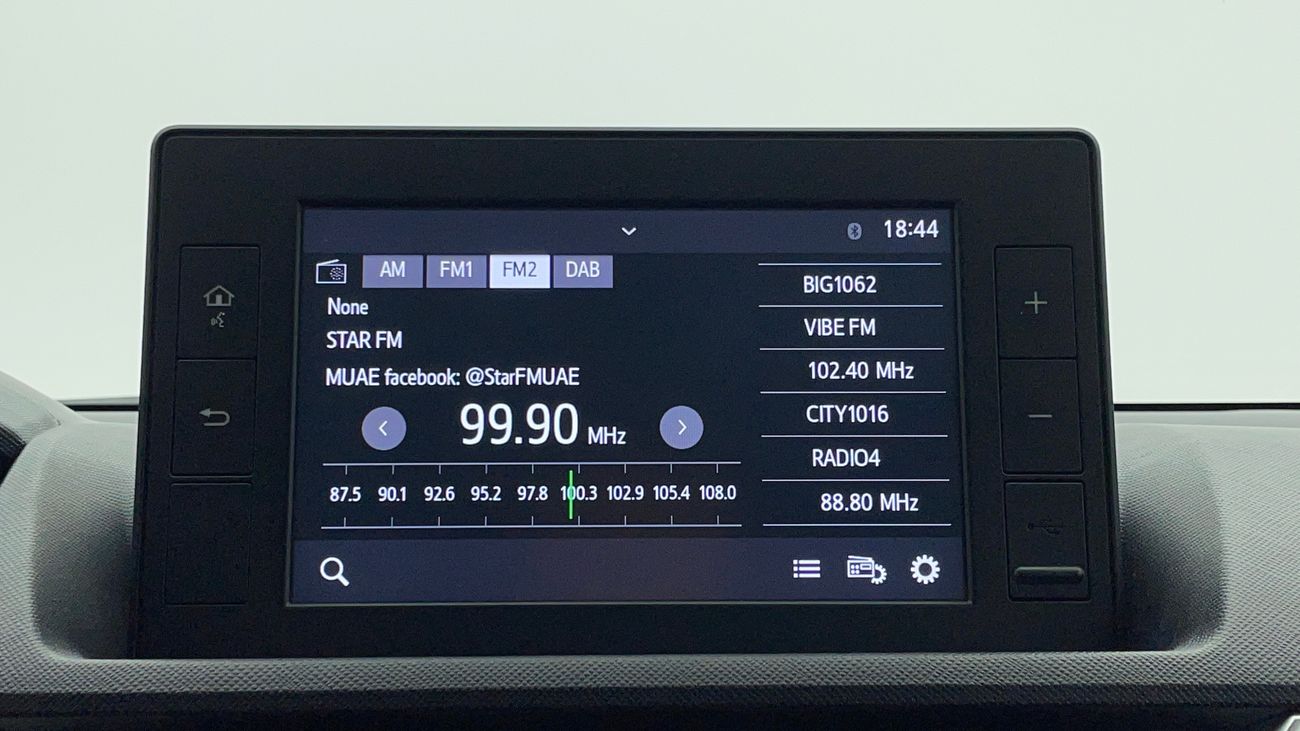 18:44
AM FM1 FM2 DAB
None
STAR FM
MUAE facebook: @StarFMUAE
99.90 MHz
87.5 90.1 92.6 95.2 97.8 100.3 102.9 105.4 108.0
BIG1062
VIBE FM
102.40 MHz
CITY1016
RADIO4
88.80 MHz